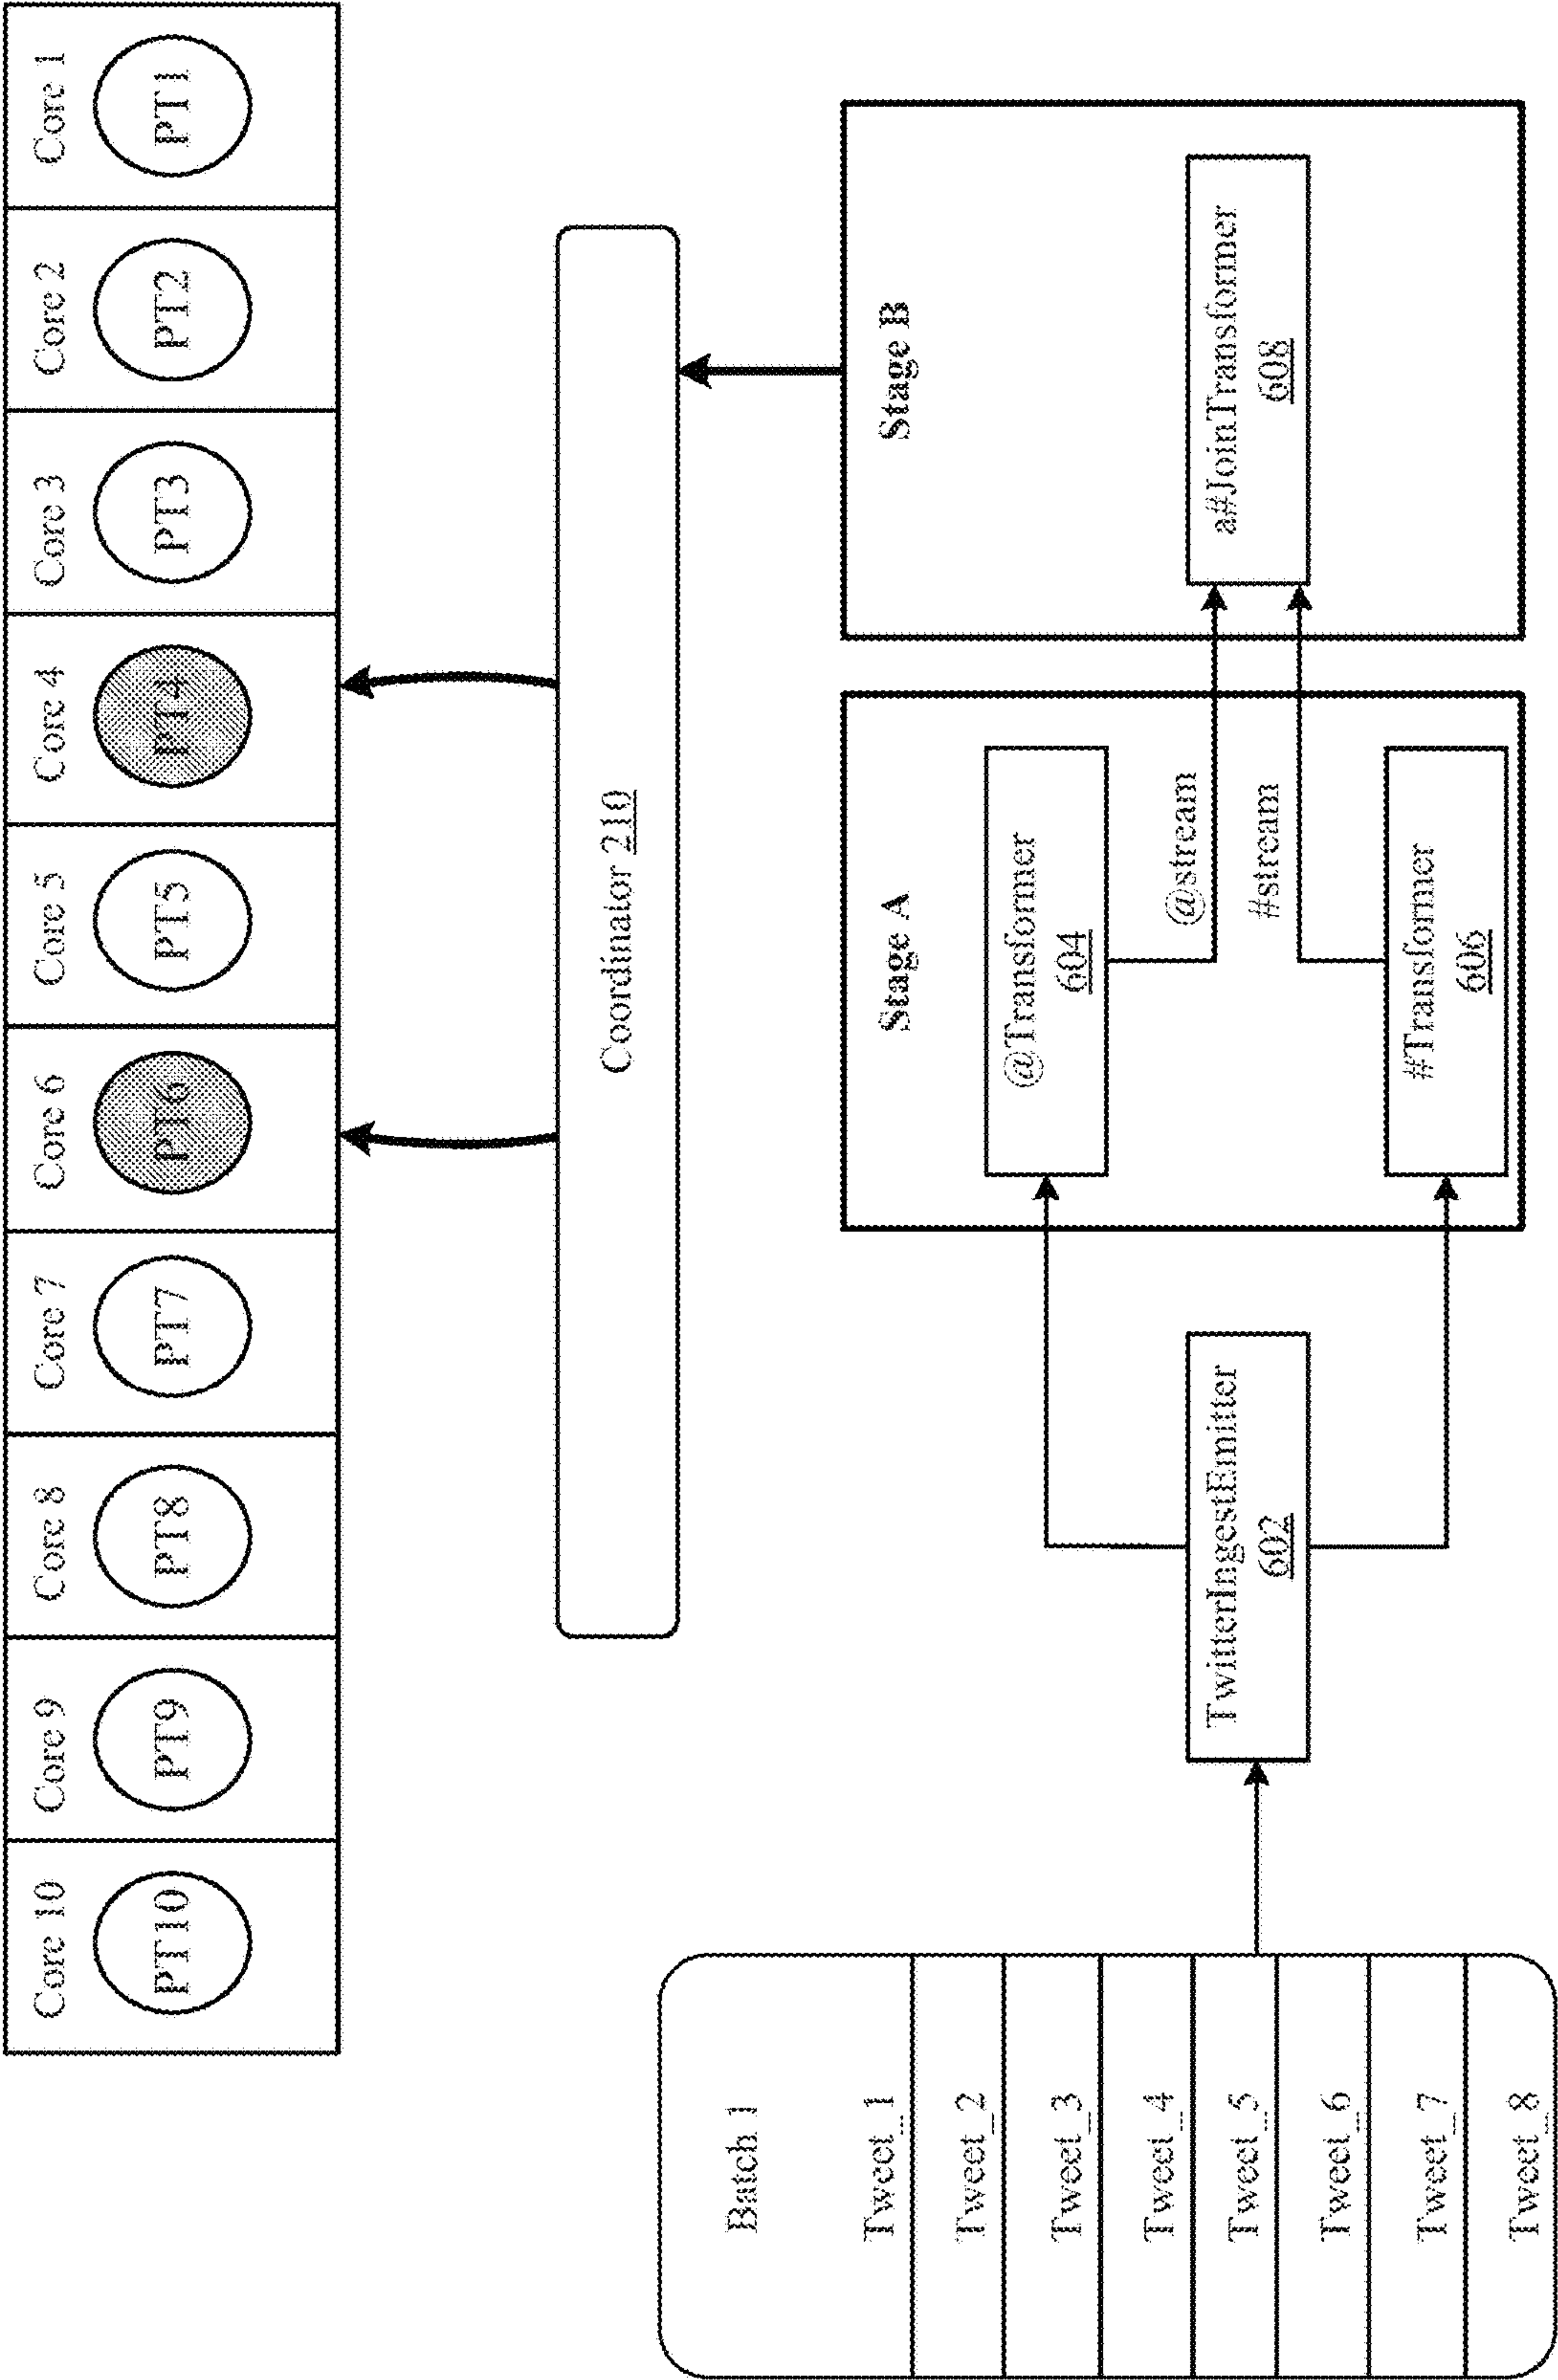 Core 10
Core 9
Core 8
Core 7
Core 6
Core 5
Core 4
Core 3
Core 2
Core 1
PT10
PT9
PT8
PT7
PT6
PT5
PT4
PT3
PT2
PT1
Coordinator 210
Batch 1
Tweet_1
Tweet_2
Tweet_3
Tweet_4
Tweet_5
Tweet_6
Tweet_7
Tweet_8
TwitterIngestEmitter
602
Stage A
@Transformer
604
@stream
#stream
#Transformer
606
Stage B
a#JoinTransformer
608